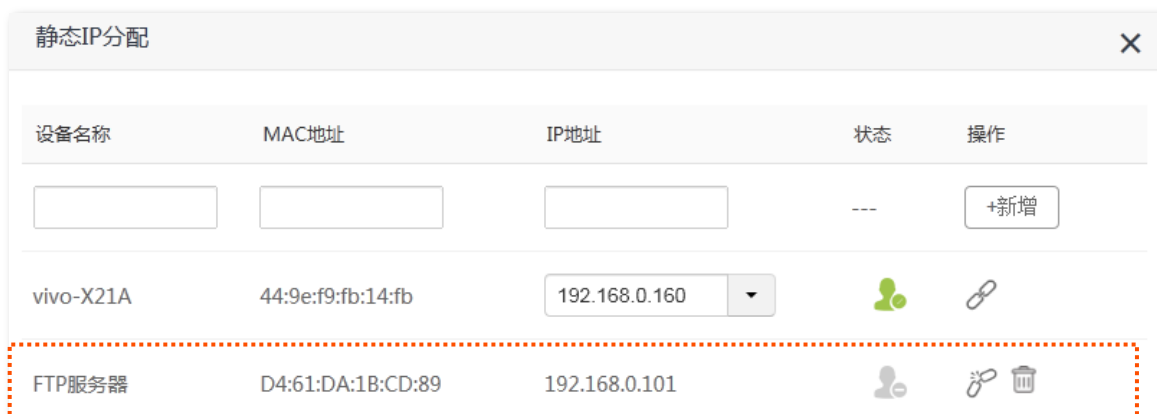 静态IP分配
设备名称 MAC地址 IP地址 状态 操作
--- +新增
vivo-X21A 44:9e:f9:fb:14:fb 192.168.0.160
FTP服务器 D4:61:DA:1B:CD:89 192.168.0.101